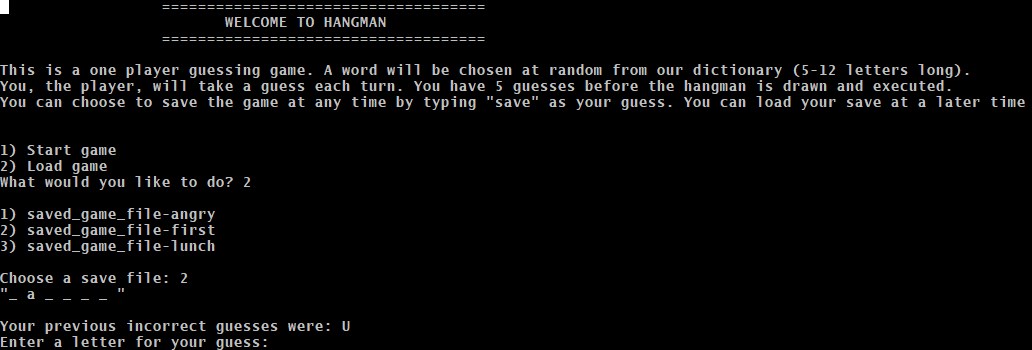 ====================================
WELCOME TO HANGMAN
====================================
This is a one player guessing game. A word will be chosen at random from our dictionary (5-12 letters long).
You, the player, will take a guess each turn. You have 5 guesses before the hangman is drawn and executed.
You can choose to save the game at any time by typing "save" as your guess. You can load your save at a later time
1) Start game
2) Load game
What would you like to do? 2
1) saved_game_file-angry
2) saved_game_file-first
3) saved_game_file-lunch
Choose a save file: 2
"_ a _ _ _ _ "
Your previous incorrect guesses were: U
Enter a letter for your guess: